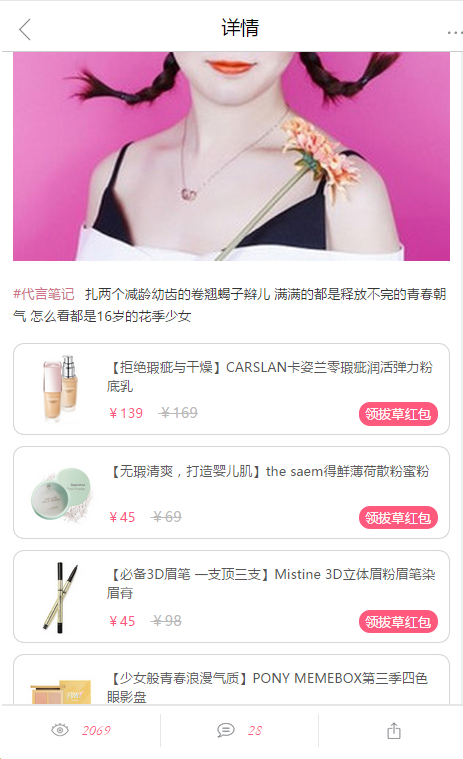 详情
#代言笔记 扎两个减龄幼齿的卷翘蝎子辫儿 满满的都是释放不完的青春朝
气 怎么看都是16岁的花季少女
【拒绝瑕疵与干燥】CARSLAN卡姿兰零瑕疵润活弹力粉
底乳
￥139 ￥169 领拔草红包
【无瑕清爽，打造婴儿肌】the saem得鲜薄荷散粉蜜粉
￥45 ￥69 领拔草红包
【必备3D眉笔 一支顶三支】Mistine 3D立体眉粉眉笔染
眉膏
￥45 ￥98 领拔草红包
【少女般青春浪漫气质】PONY MEMEBOX第三季四色
眼影盘
2069 28